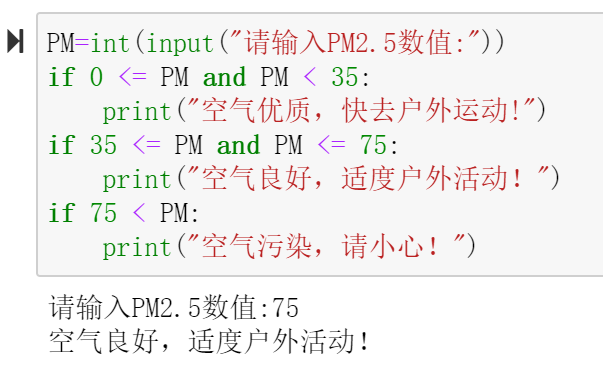 PM=int(input("请输入PM2.5数值:"))
if 0 <= PM and PM < 35:
    print("空气优质，快去户外运动!")
if 35 <= PM and PM <= 75:
    print("空气良好，适度户外活动！")
if 75 < PM:
    print("空气污染，请小心！")
请输入PM2.5数值:75
空气良好，适度户外活动！